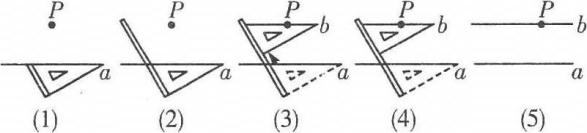 P P P P P
b b b
a a a a a
(1) (2) (3) (4) (5)